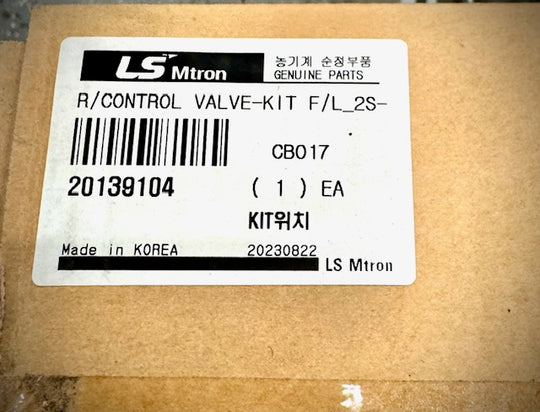 LS Mtron
농기계 순정부품
GENUINE PARTS
R/CONTROL VALVE-KIT F/L_2S-
CB017
20139104 ( 1 ) EA
KIT위치
Made in KOREA 20230822
LS Mtron